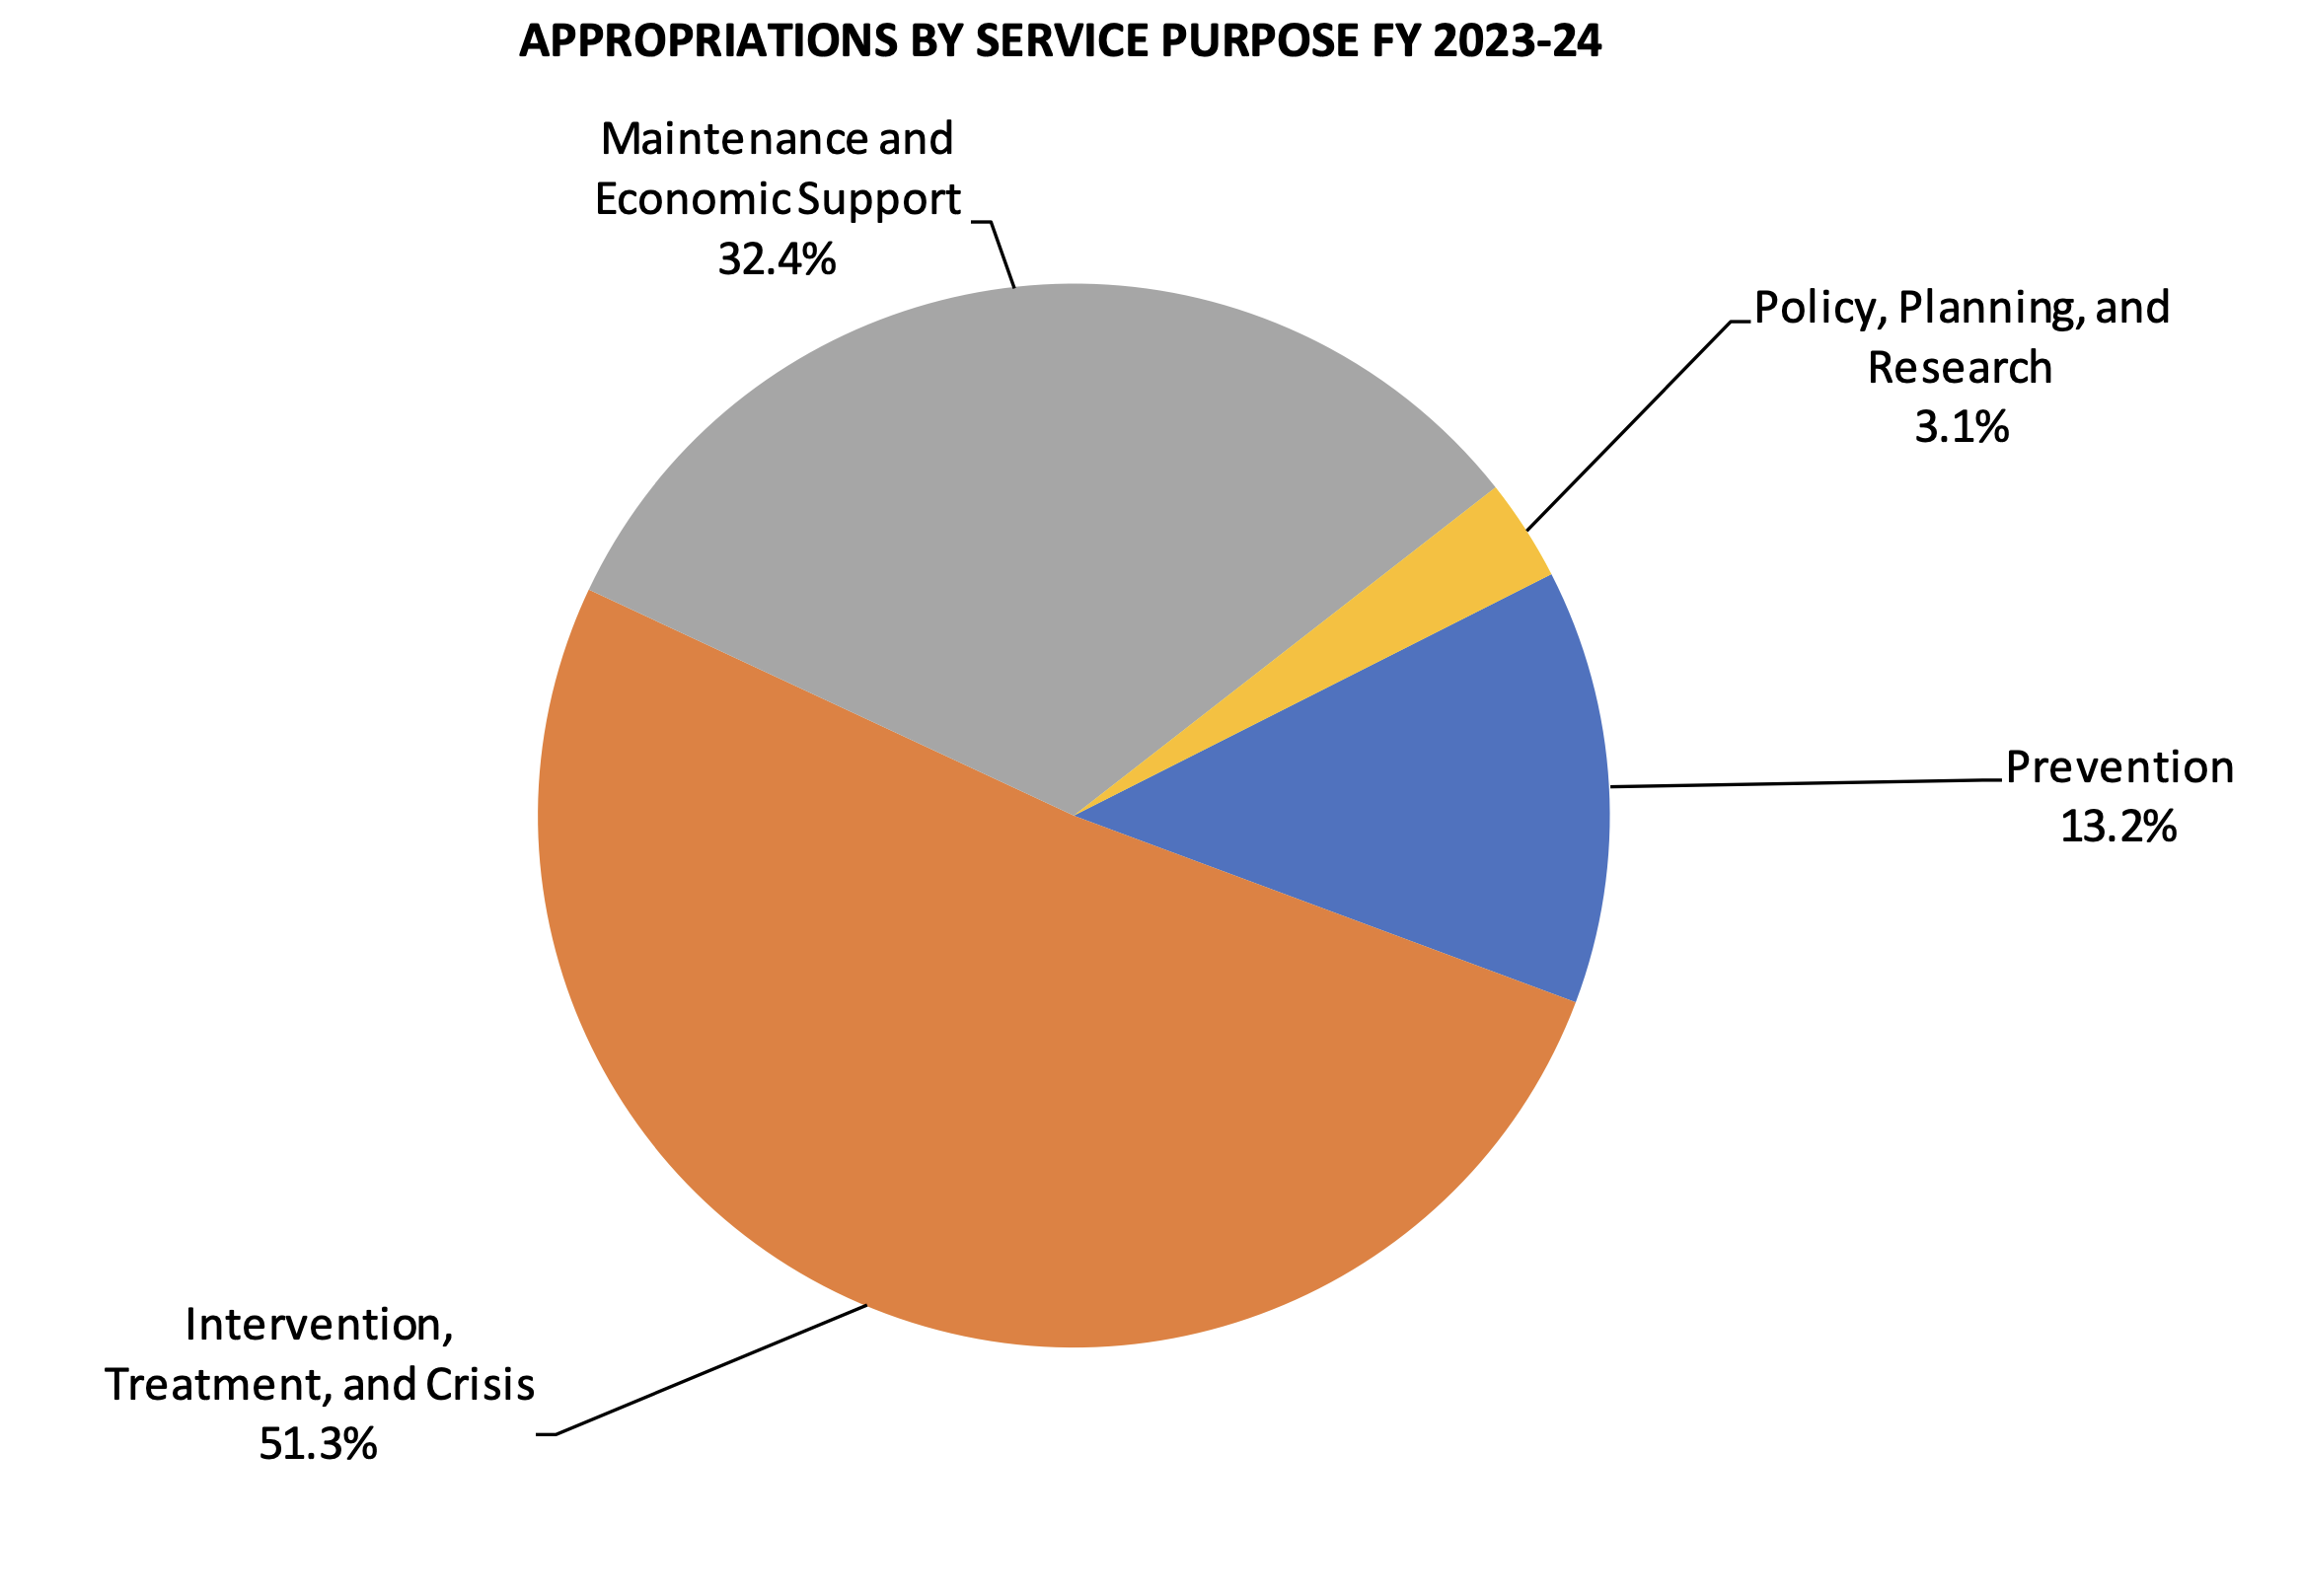 APPROPRIATIONS BY SERVICE PURPOSE FY 2023-24
Maintenance and
Economic Support
32.4%
Policy, Planning, and
Research
3.1%
Prevention
13.2%
Intervention,
Treatment, and Crisis
51.3%